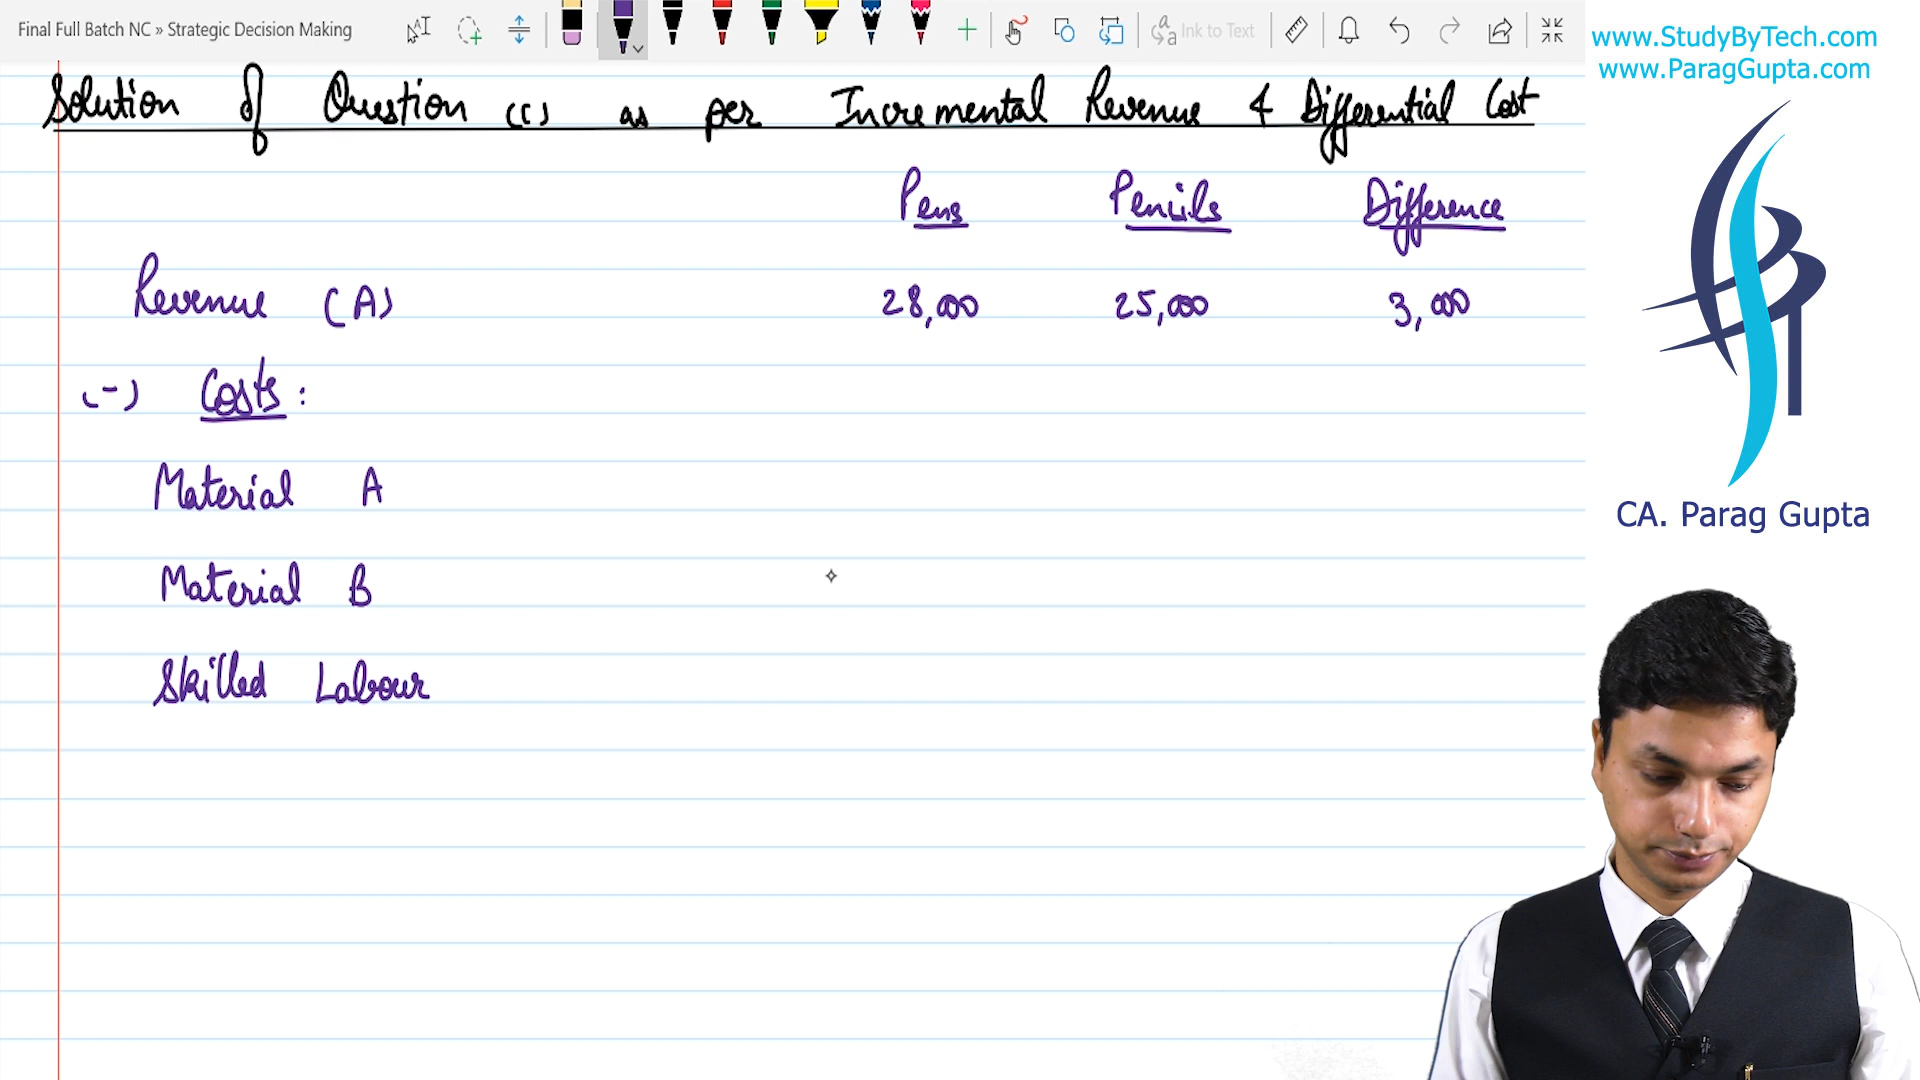 Final Full Batch NC » Strategic Decision Making
Ink to Text
www.StudyByTech.com
www.ParagGupta.com
Solution of Question (c) as per Incremental Revenue & Differential Cost
Pens Pencils Difference
Revenue (A) 28,000 25,000 3,000
(-) Costs:
Material A
Material B
Skilled Labour
CA. Parag Gupta